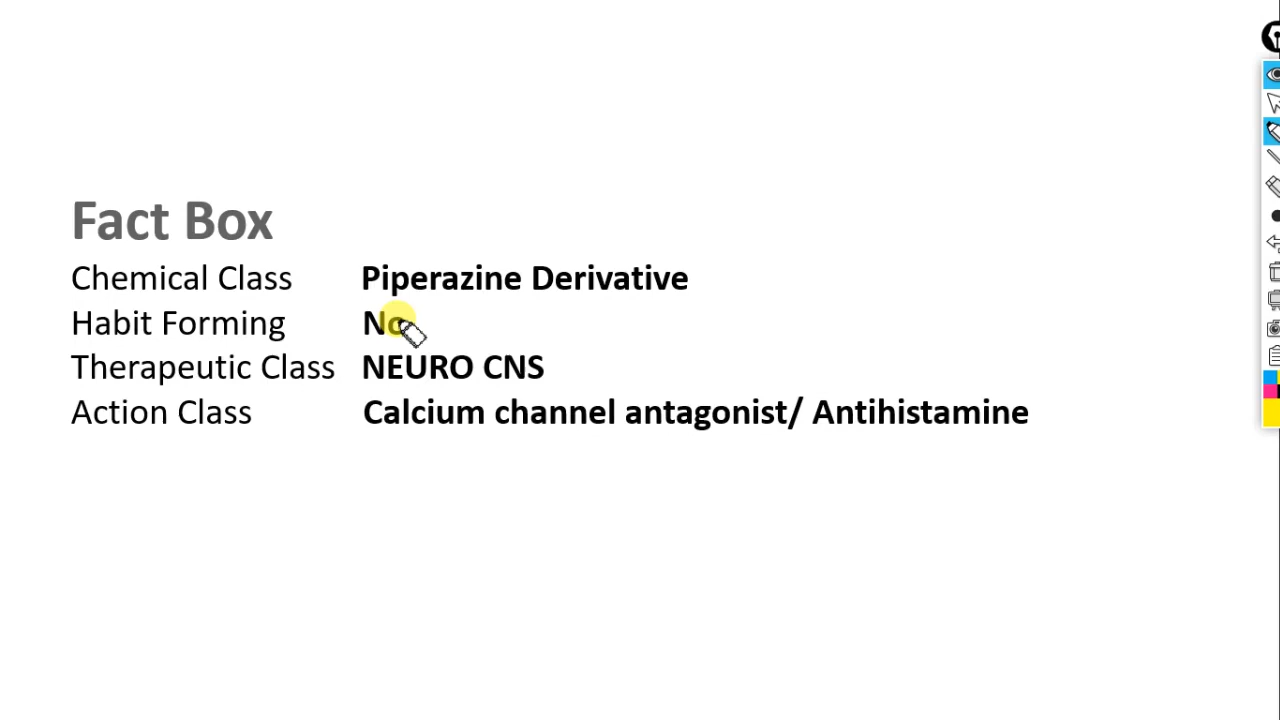 Fact Box
Chemical Class Piperazine Derivative
Habit Forming No
Therapeutic Class NEURO CNS
Action Class Calcium channel antagonist/ Antihistamine